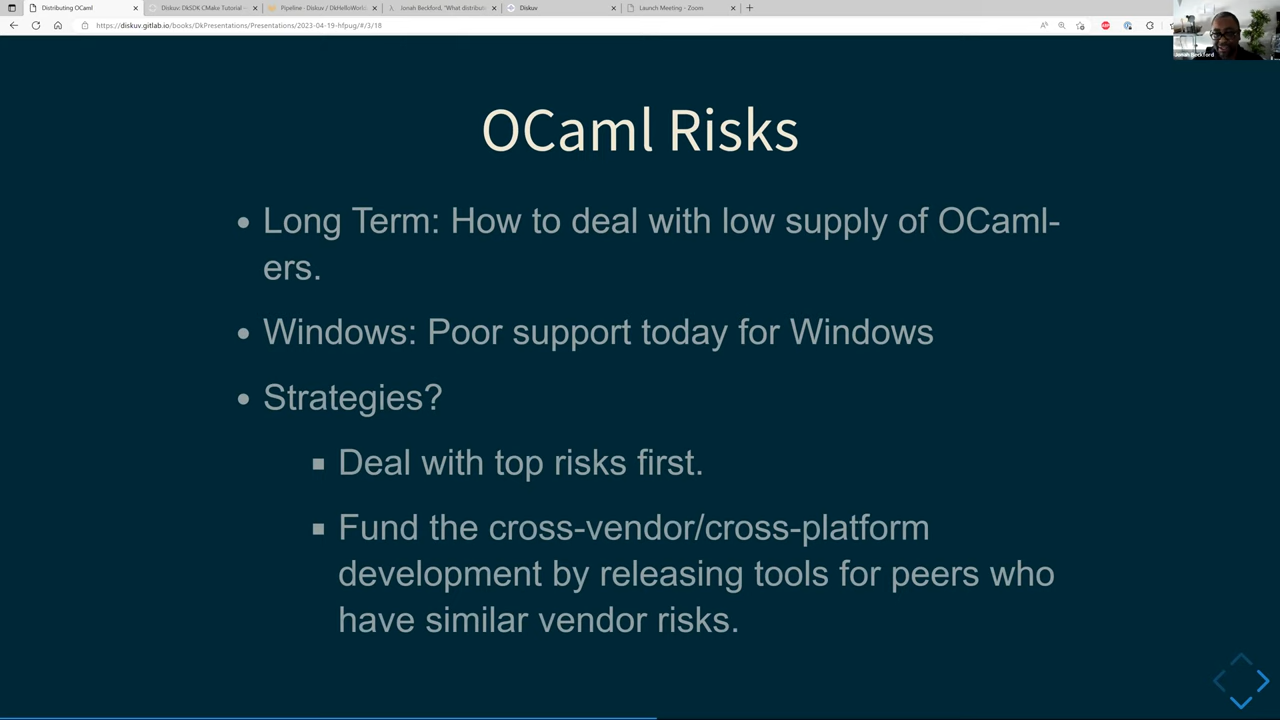 Distributing OCaml
Diskuv: DkSDK CMake Tutorial –
Pipeline · Diskuv / DkHelloWorld
Jonah Beckford, "What distribut
Diskuv
Launch Meeting - Zoom
https://diskuv.gitlab.io/books/DkPresentations/Presentations/2023-04-19-hfpug/#/3/18
Jonah Beckford
OCaml Risks
• Long Term: How to deal with low supply of OCaml-
ers.
• Windows: Poor support today for Windows
• Strategies?
▪ Deal with top risks first.
▪ Fund the cross-vendor/cross-platform
development by releasing tools for peers who
have similar vendor risks.